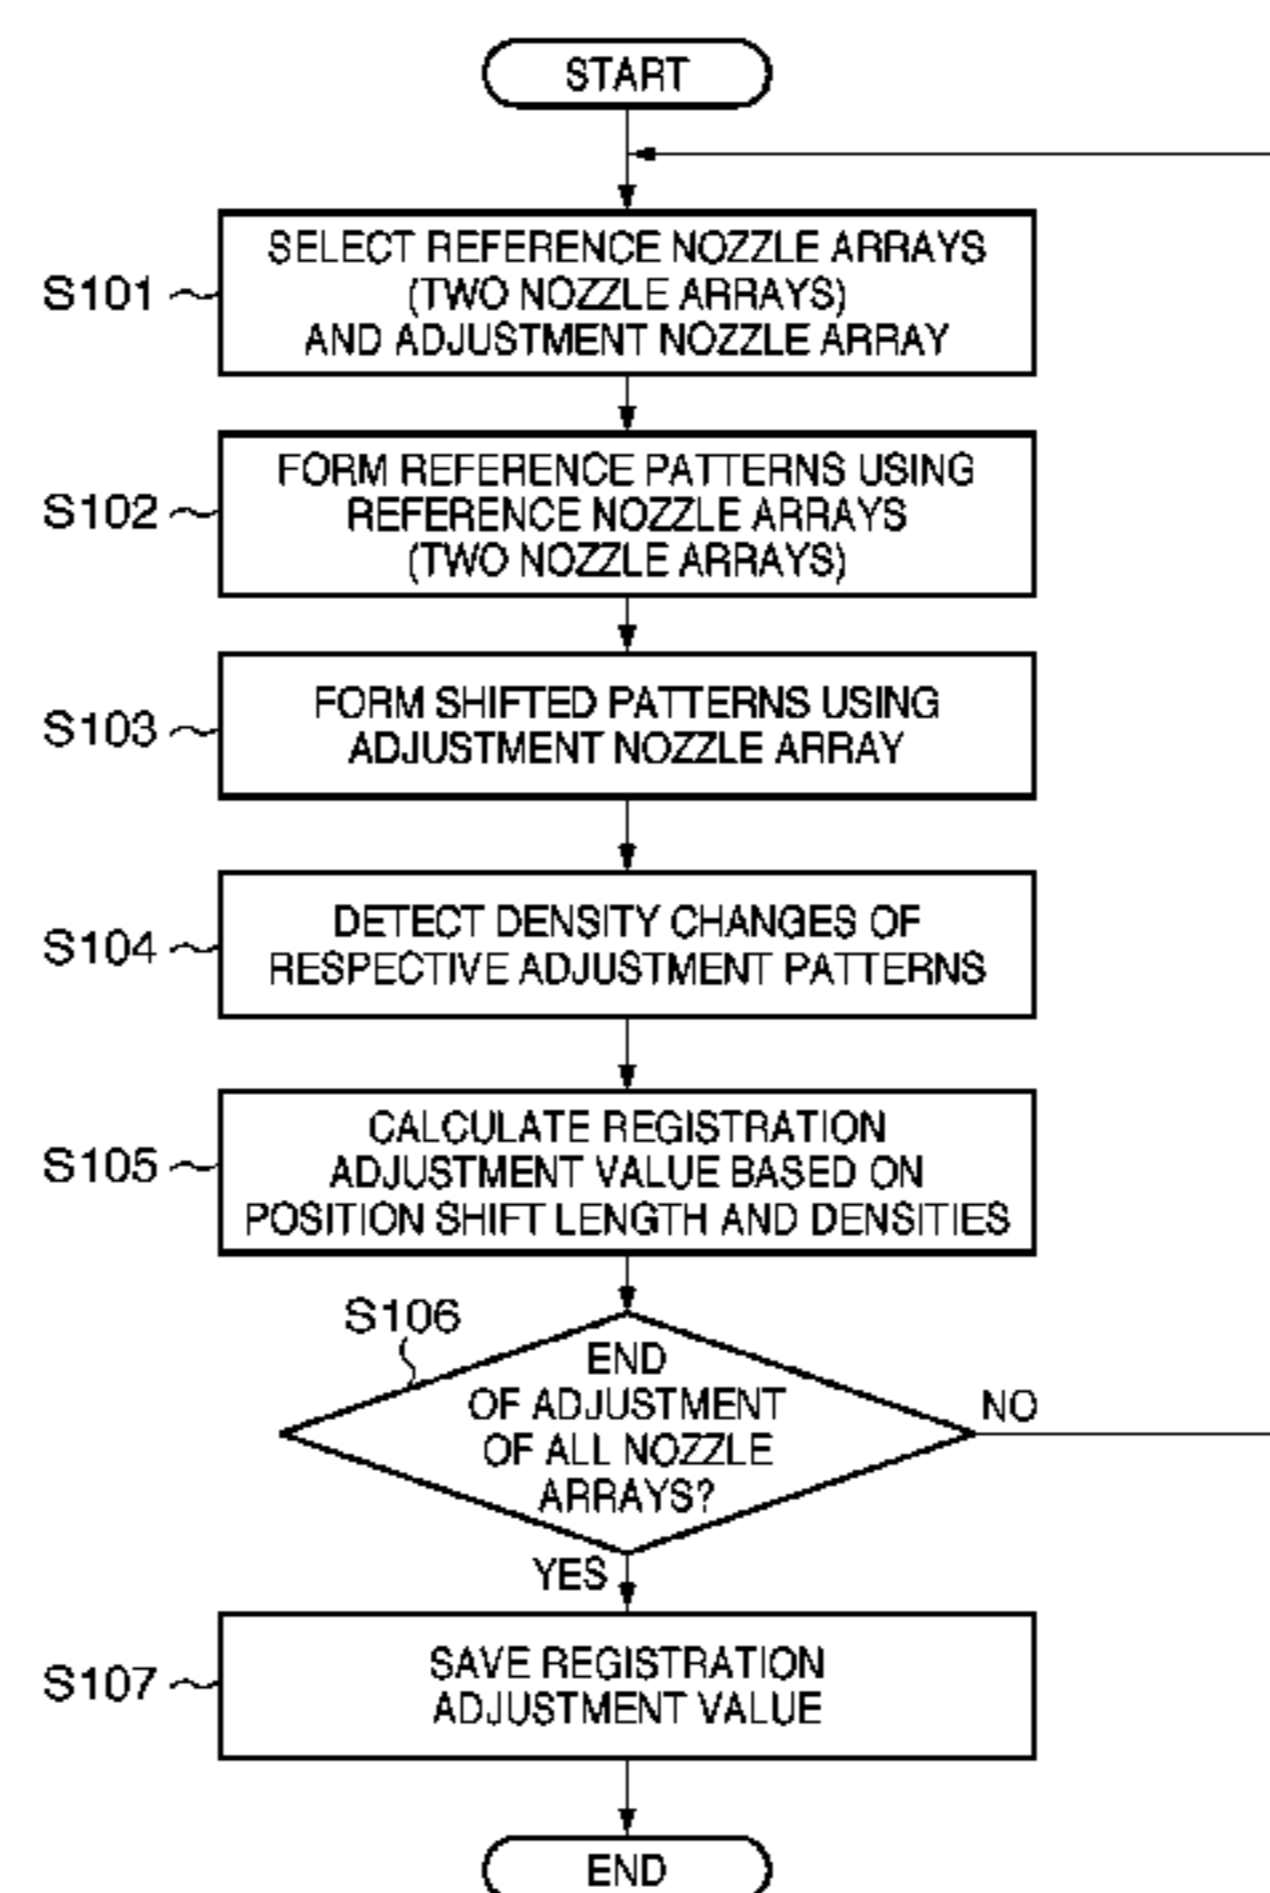 START
S101
SELECT REFERENCE NOZZLE ARRAYS
(TWO NOZZLE ARRAYS)
AND ADJUSTMENT NOZZLE ARRAY
S102
FORM REFERENCE PATTERNS USING
REFERENCE NOZZLE ARRAYS
(TWO NOZZLE ARRAYS)
S103
FORM SHIFTED PATTERNS USING
ADJUSTMENT NOZZLE ARRAY
S104
DETECT DENSITY CHANGES OF
RESPECTIVE ADJUSTMENT PATTERNS
S105
CALCULATE REGISTRATION
ADJUSTMENT VALUE BASED ON
POSITION SHIFT LENGTH AND DENSITIES
S106
END
OF ADJUSTMENT
OF ALL NOZZLE
ARRAYS?
NO
YES
S107
SAVE REGISTRATION
ADJUSTMENT VALUE
END